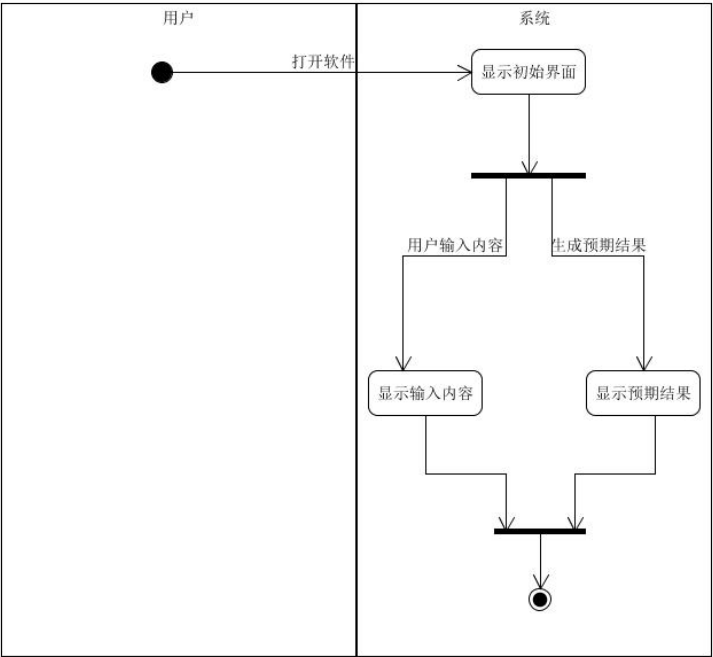 用户
系统
打开软件
显示初始界面
用户输入内容
生成预期结果
显示输入内容
显示预期结果